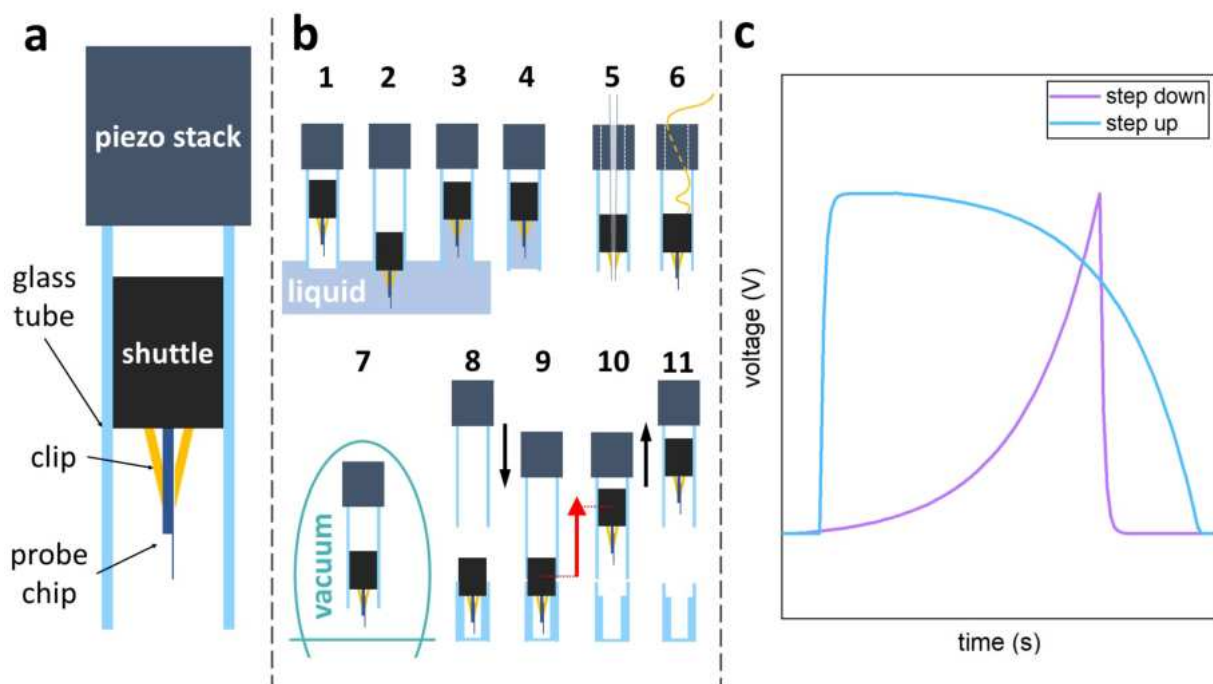 a
piezo stack
glass
tube
shuttle
clip
probe
chip
b
1 2 3 4 5 6
liquid
7 8 9 10 11
vacuum
c
step down
step up
voltage (V)
time (s)